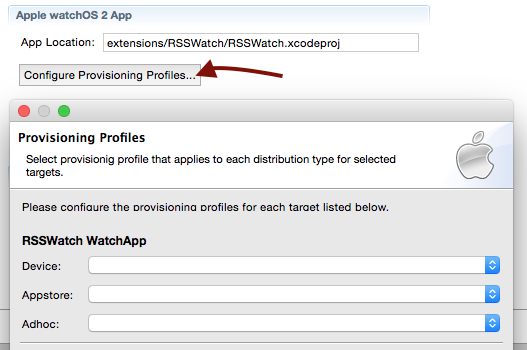 Apple watchOS 2 App
App Location: extensions/RSSWatch/RSSWatch.xcodeproj
Configure Provisioning Profiles...
Provisioning Profiles
Select provisionig profile that applies to each distribution type for selected
targets.
Please configure the provisioning profiles for each target listed below.
RSSWatch WatchApp
Device:
Appstore:
Adhoc: